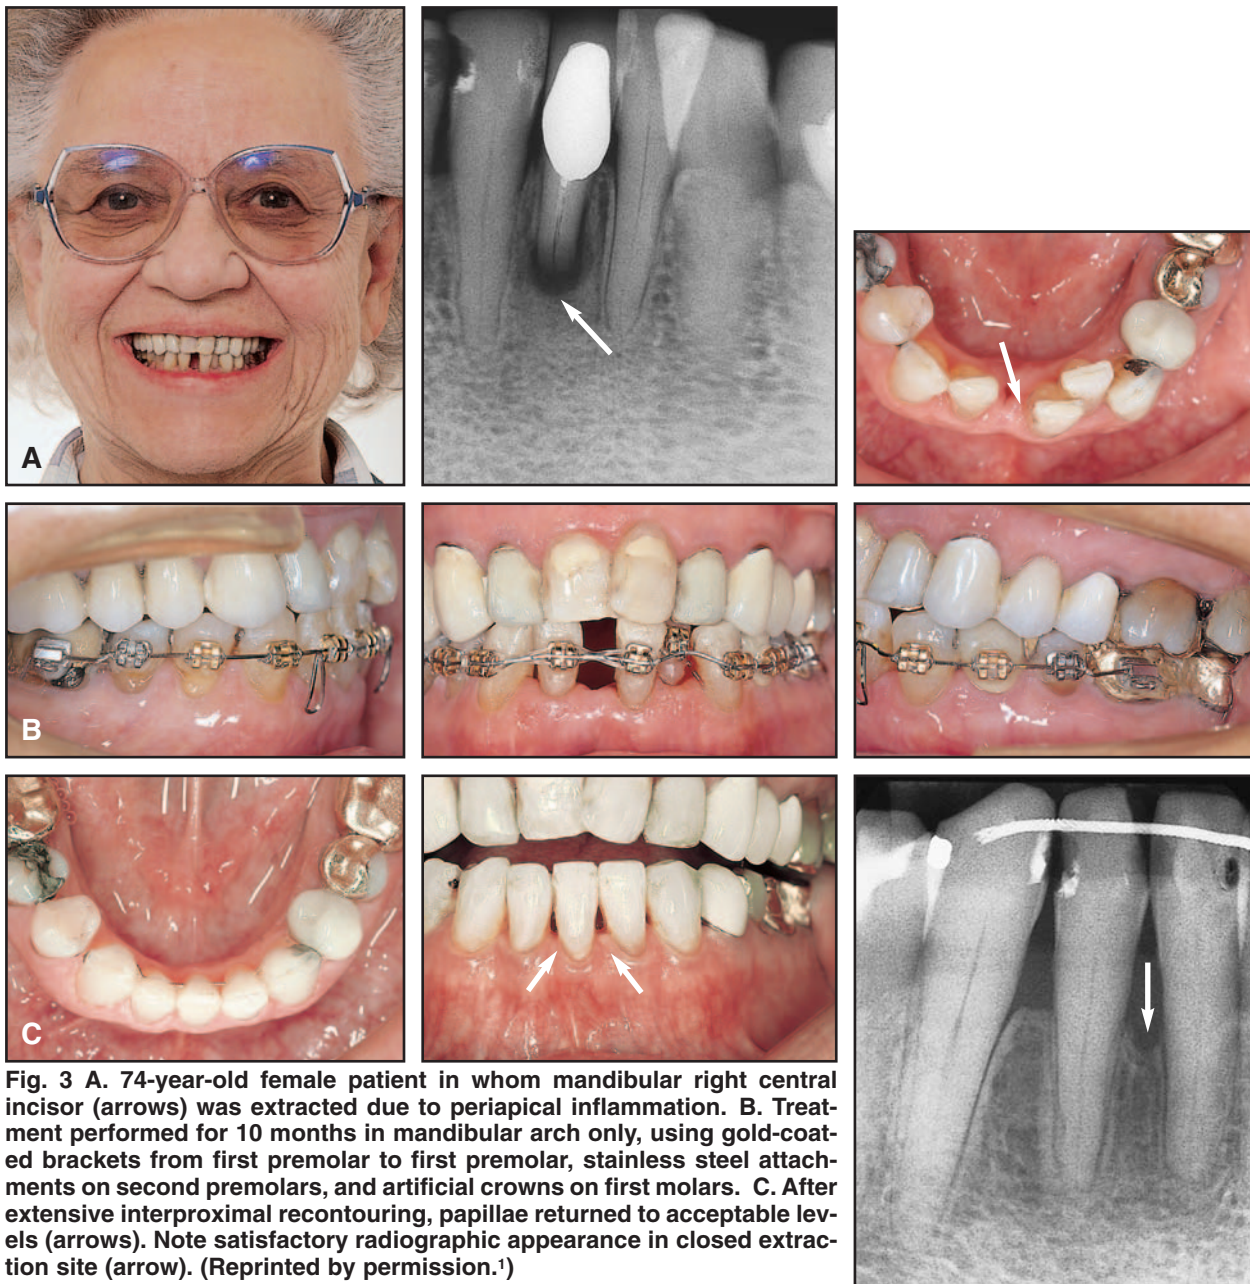 A
B
C
Fig. 3 A. 74-year-old female patient in whom mandibular right central
incisor (arrows) was extracted due to periapical inflammation. B. Treat-
ment performed for 10 months in mandibular arch only, using gold-coat-
ed brackets from first premolar to first premolar, stainless steel attach-
ments on second premolars, and artificial crowns on first molars. C. After
extensive interproximal recontouring, papillae returned to acceptable lev-
els (arrows). Note satisfactory radiographic appearance in closed extrac-
tion site (arrow). (Reprinted by permission.¹)